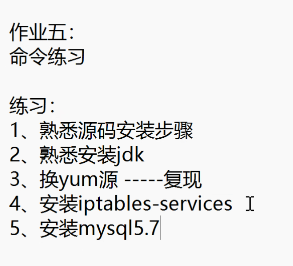 作业五：
命令练习
练习：
1、熟悉源码安装步骤
2、熟悉安装jdk
3、换yum源 -----复现
4、安装iptables-services
5、安装mysql5.7